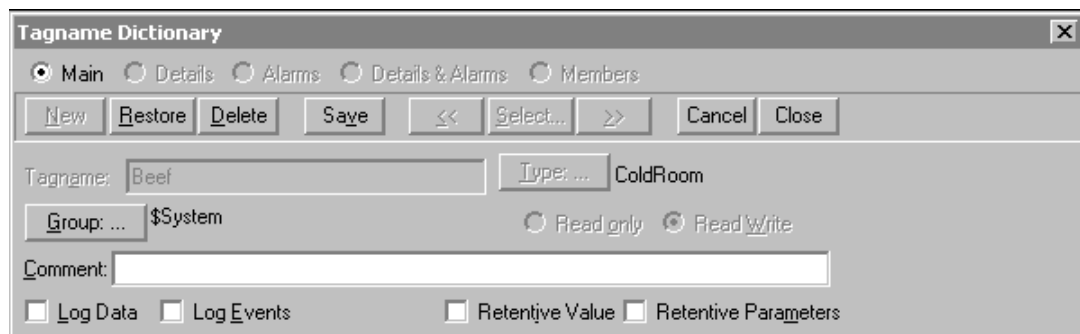 Tagname Dictionary
Main Details Alarms Details & Alarms Members
New Restore Delete Save << Select... >> Cancel Close
Tagname: Beef Type: ... ColdRoom
Group: ... $System Read only Read Write
Comment:
Log Data Log Events Retentive Value Retentive Parameters